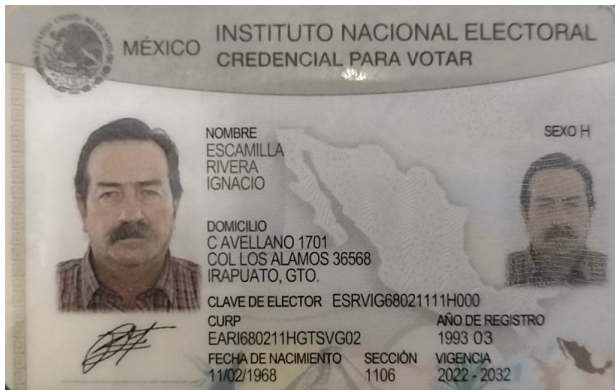 MÉXICO
INSTITUTO NACIONAL ELECTORAL
CREDENCIAL PARA VOTAR
NOMBRE
SEXO H
ESCAMILLA
RIVERA
IGNACIO
DOMICILIO
C AVELLANO 1701
COL LOS ALAMOS 36568
IRAPUATO, GTO.
CLAVE DE ELECTOR ESRVIG68021111H000
CURP
AÑO DE REGISTRO
EARI680211HGTSVG02
1993 03
FECHA DE NACIMIENTO SECCIÓN VIGENCIA
11/02/1968 1106 2022 - 2032